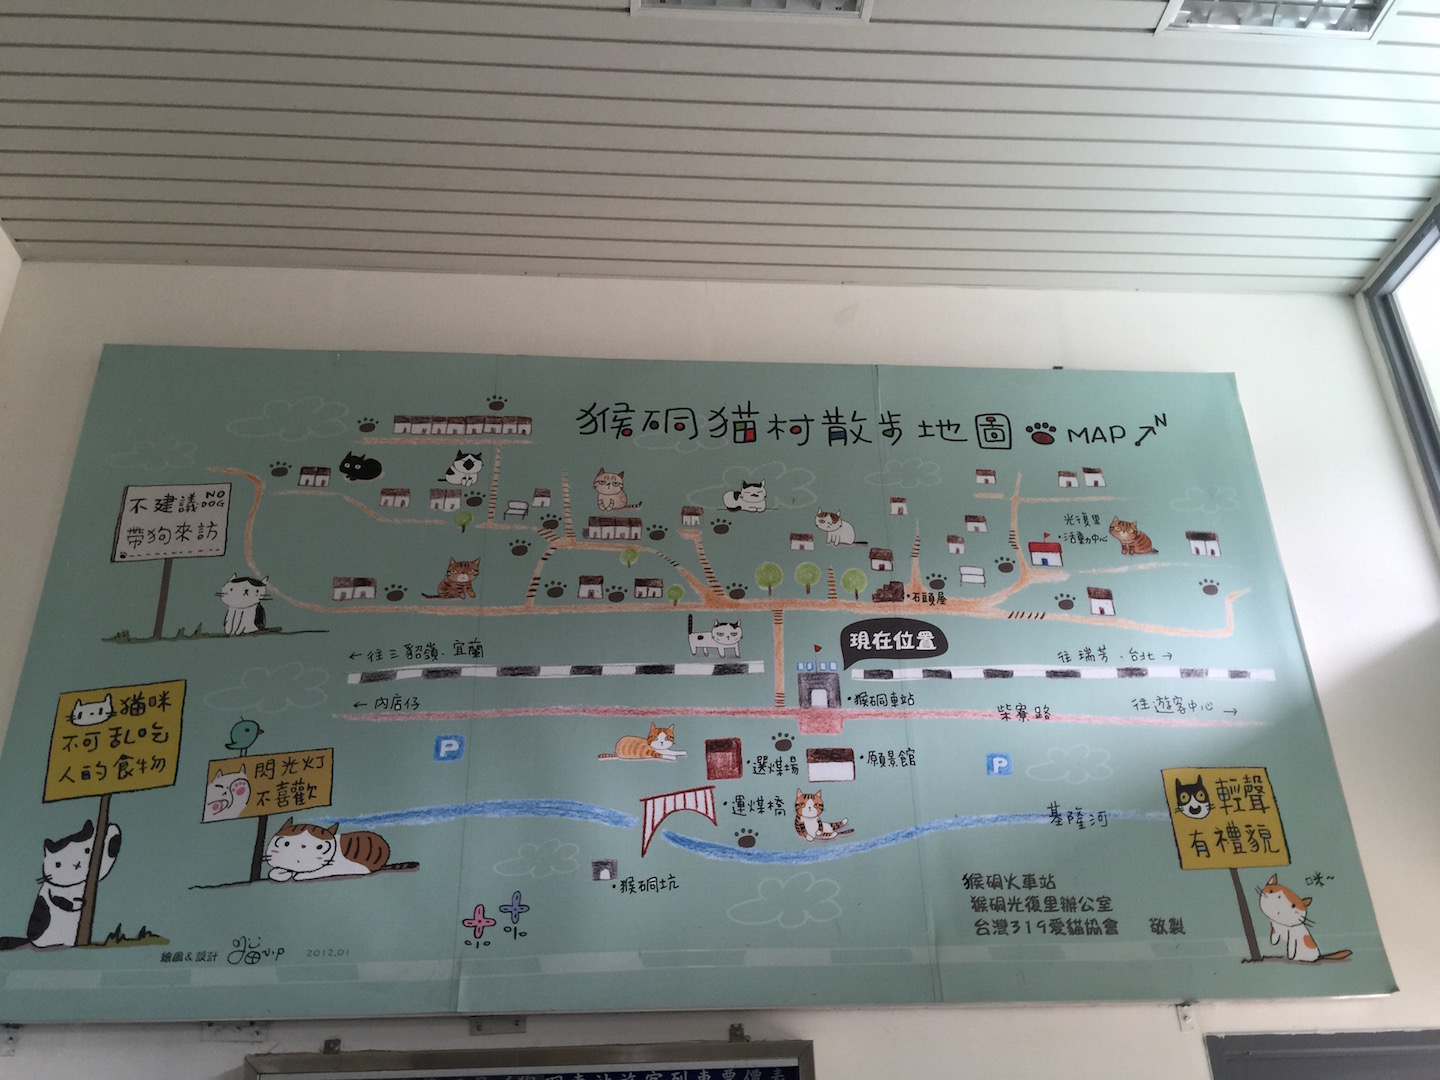 猴硐貓村散步地圖 MAP N
不建議 NO DOG
帶狗來訪
光復里
·活動中心
·石頭屋
現在位置
←往三貂嶺、宜蘭
往瑞芳、台北→
←內店仔
·猴硐車站
柴寮路
往遊客中心→
貓咪
不可乱吃
人的食物
閃光灯
不喜歡
P
·選煤場
·願景館
P
·運煤橋
基隆河
輕聲
有禮貌
·猴硐坑
咪~
猴硐火車站
猴硐光復里辦公室
台灣319愛貓協會 敬製
繪圖&設計
2012.01